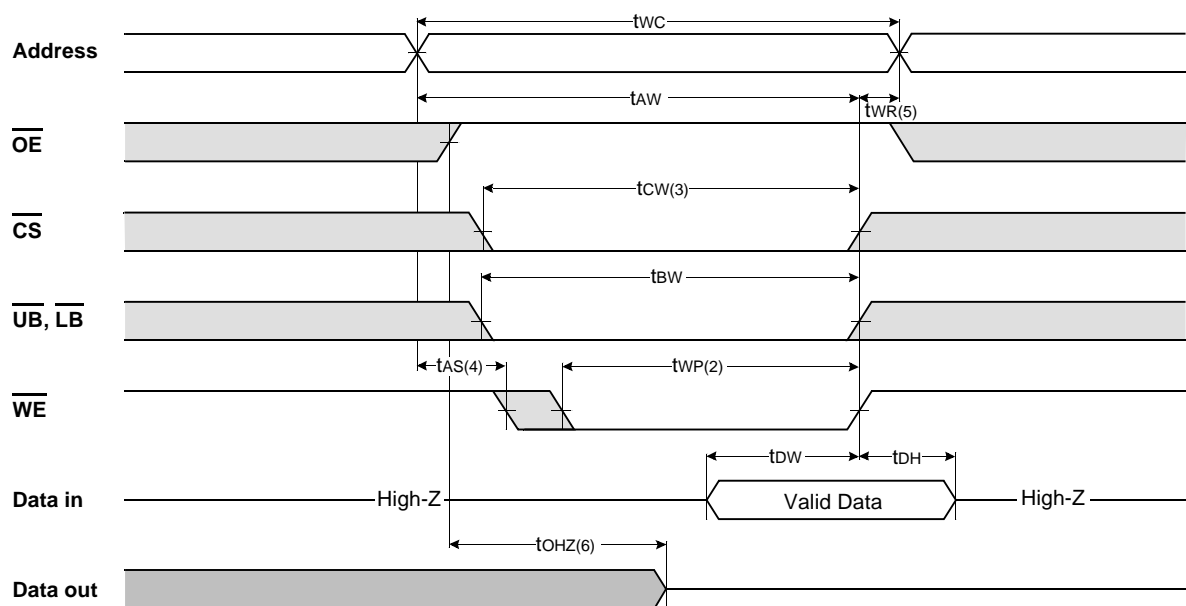 tWC
Address
tAW
tWR(5)
OE
tCW(3)
CS
tBW
UB, LB
tAS(4)
tWP(2)
WE
tDW
tDH
Data in
High-Z
Valid Data
High-Z
tOHZ(6)
Data out